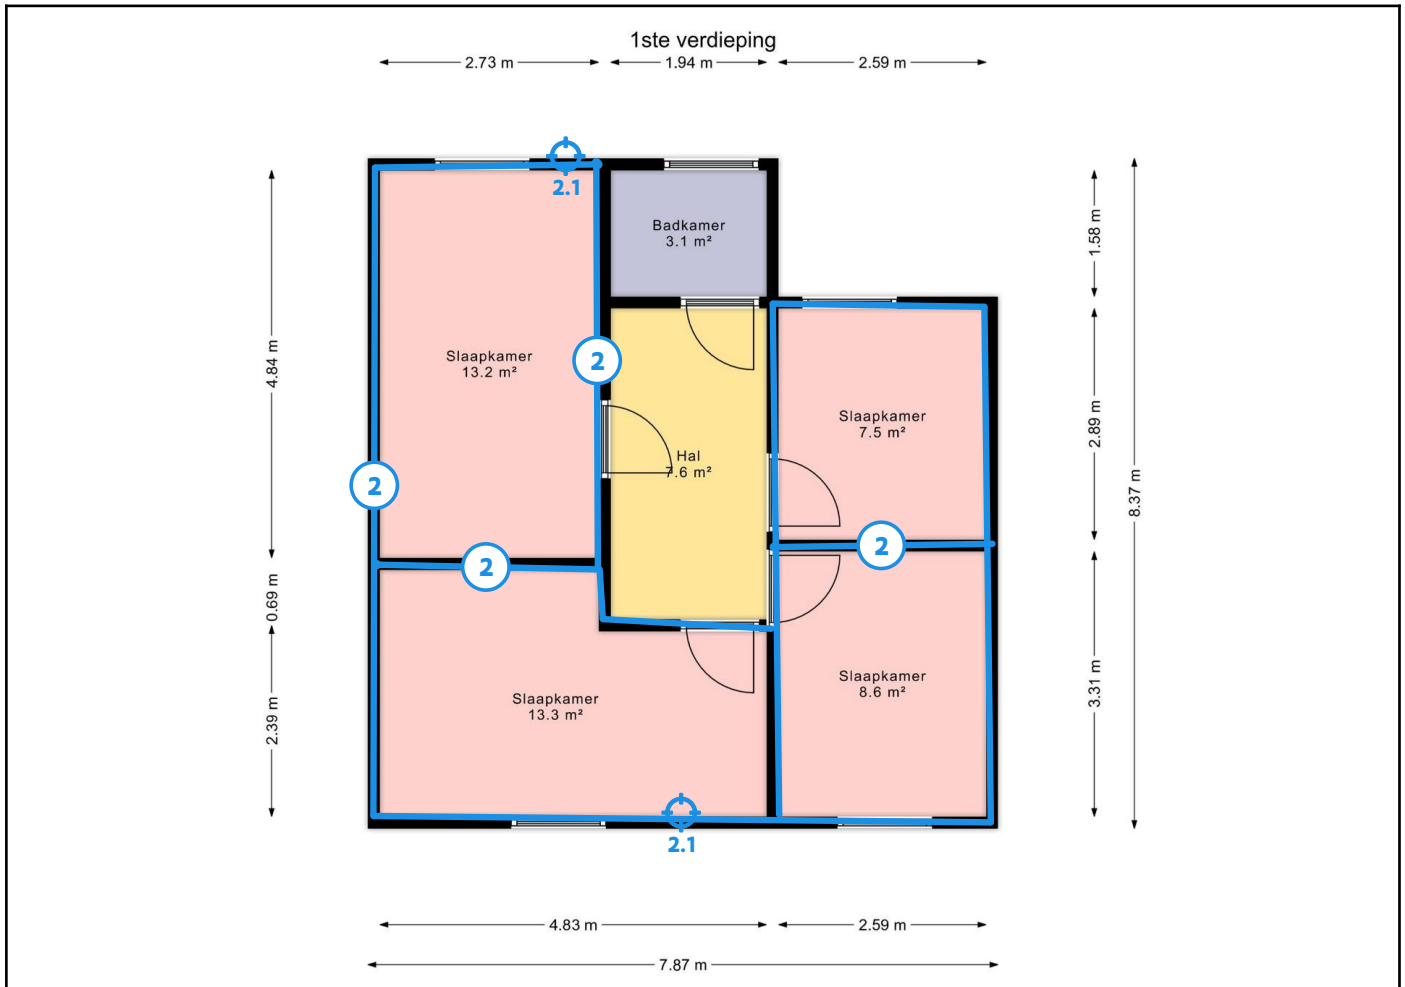 1ste verdieping
2.73 m
1.94 m
2.59 m
2.1
Badkamer
3.1 m²
1.58 m
4.84 m
Slaapkamer
13.2 m²
2
Slaapkamer
7.5 m²
2.89 m
Hal
7.6 m²
8.37 m
2
2
2
0.69 m
Slaapkamer
13.3 m²
2.39 m
Slaapkamer
8.6 m²
3.31 m
2.1
4.83 m
2.59 m
7.87 m